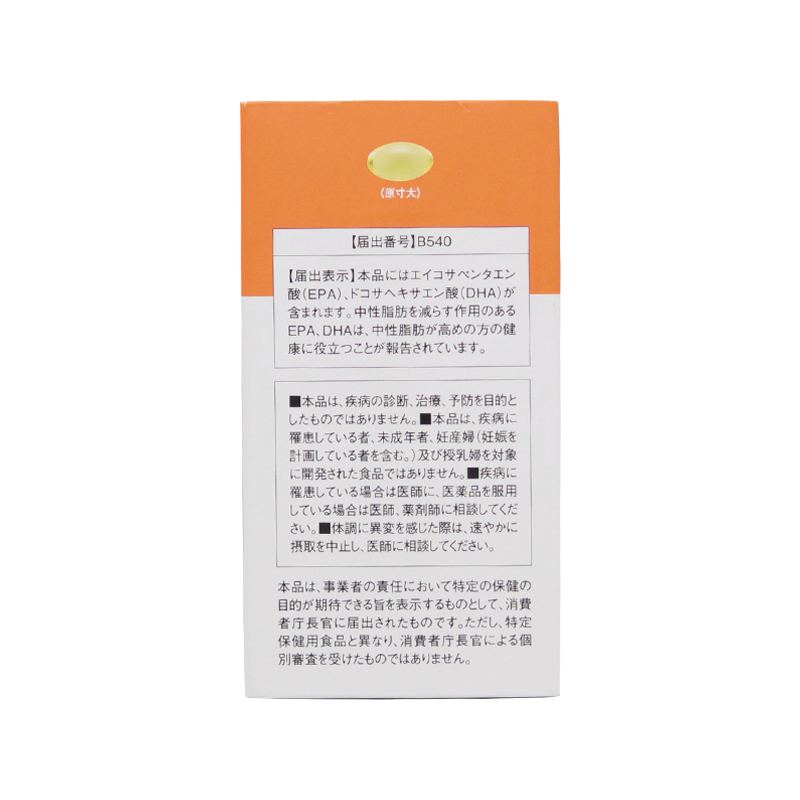 〈原寸大〉
【届出番号】B540
【届出表示】本品にはエイコサペンタエン
酸(EPA)、ドコサヘキサエン酸(DHA)が
含まれます。中性脂肪を減らす作用のある
EPA、DHAは、中性脂肪が高めの方の健
康に役立つことが報告されています。
■本品は、疾病の診断、治療、予防を目的と
したものではありません。■本品は、疾病に
罹患している者、未成年者、妊産婦(妊娠を
計画している者を含む。)及び授乳婦を対象
に開発された食品ではありません。■疾病に
罹患している場合は医師に、医薬品を服用
している場合は医師、薬剤師に相談してくだ
さい。■体調に異変を感じた際は、速やかに
摂取を中止し、医師に相談してください。
本品は、事業者の責任において特定の保健の
目的が期待できる旨を表示するものとして、消費
者庁長官に届出されたものです。ただし、特定
保健用食品と異なり、消費者庁長官による個
別審査を受けたものではありません。